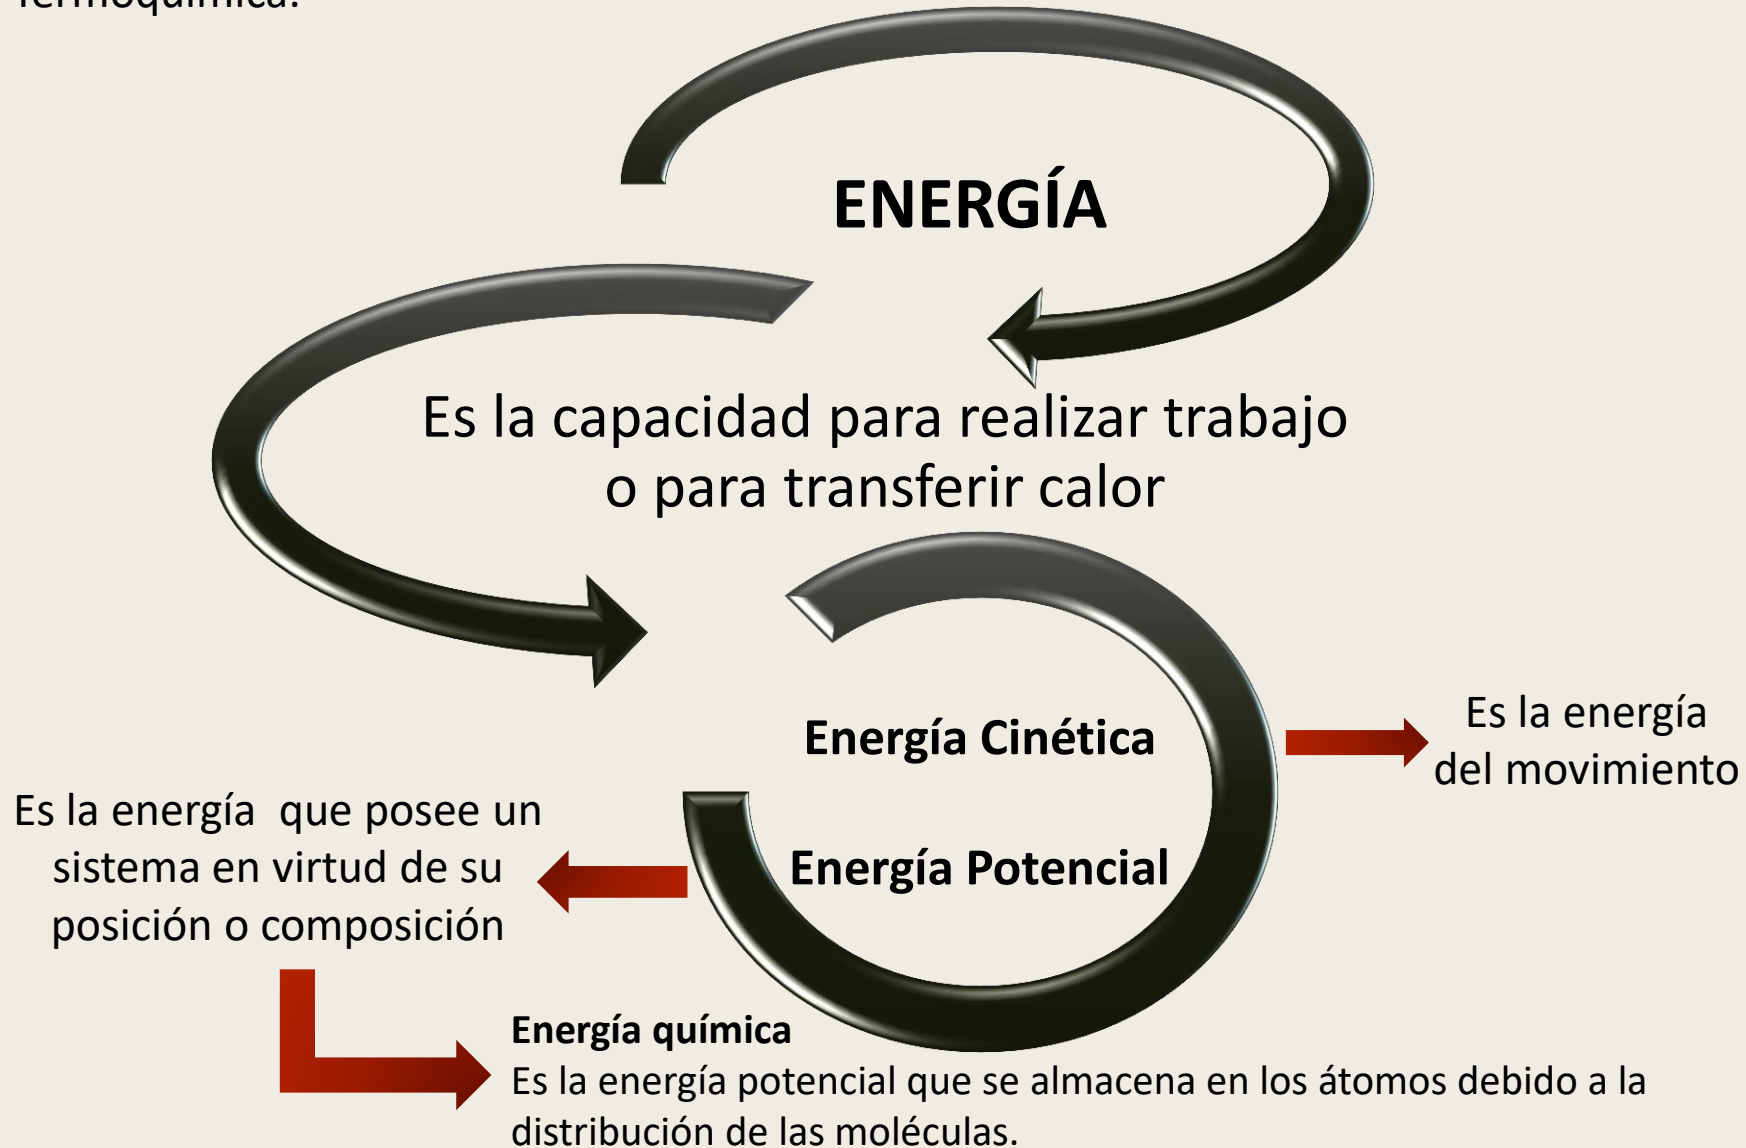 Termoquímica.
ENERGÍA
Es la capacidad para realizar trabajo
o para transferir calor
Energía Cinética
Es la energía
del movimiento
Energía Potencial
Es la energía  que posee un
sistema en virtud de su
posición o composición
Energía química
Es la energía potencial que se almacena en los átomos debido a la
distribución de las moléculas.